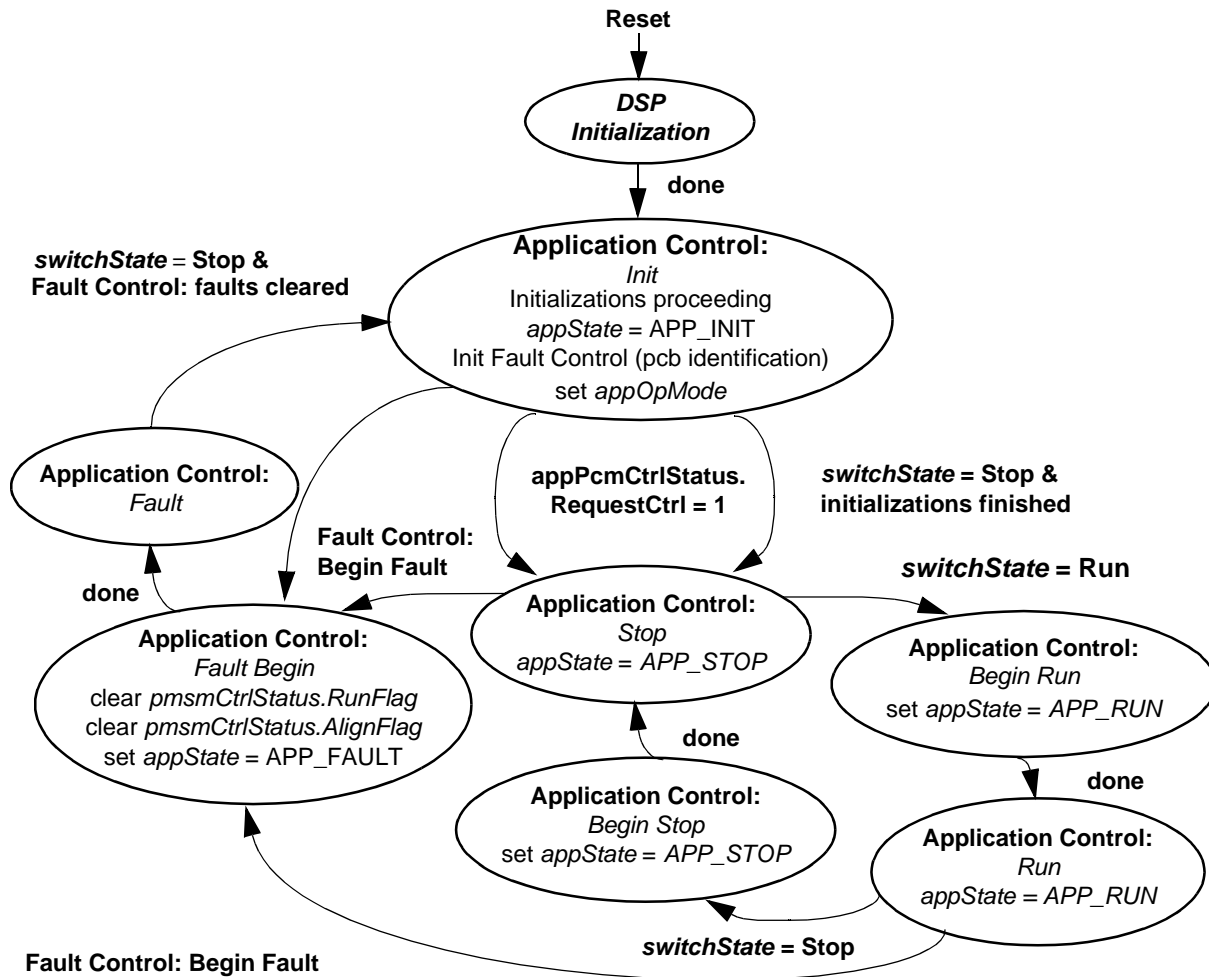 Reset
DSP
Initialization
done
Application Control:
Init
Initializations proceeding
appState = APP_INIT
Init Fault Control (pcb identification)
set appOpMode
switchState = Stop &
Fault Control: faults cleared
Application Control:
Fault
appPcmCtrlStatus.
RequestCtrl = 1
switchState = Stop &
initializations finished
Fault Control:
Begin Fault
done
switchState = Run
Application Control:
Fault Begin
clear pmsmCtrlStatus.RunFlag
clear pmsmCtrlStatus.AlignFlag
set appState = APP_FAULT
Application Control:
Stop
appState = APP_STOP
Application Control:
Begin Run
set appState = APP_RUN
done
done
Application Control:
Begin Stop
set appState = APP_STOP
Application Control:
Run
appState = APP_RUN
switchState = Stop
Fault Control: Begin Fault